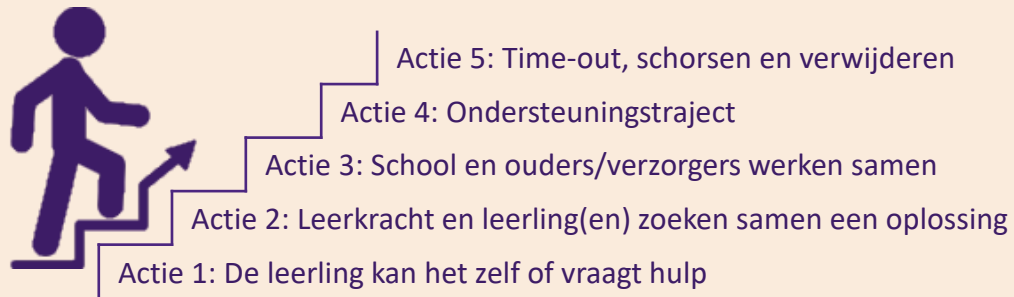 Actie 5: Time-out, schorsen en verwijderen
Actie 4: Ondersteuningstraject
Actie 3: School en ouders/verzorgers werken samen
Actie 2: Leerkracht en leerling(en) zoeken samen een oplossing
Actie 1: De leerling kan het zelf of vraagt hulp